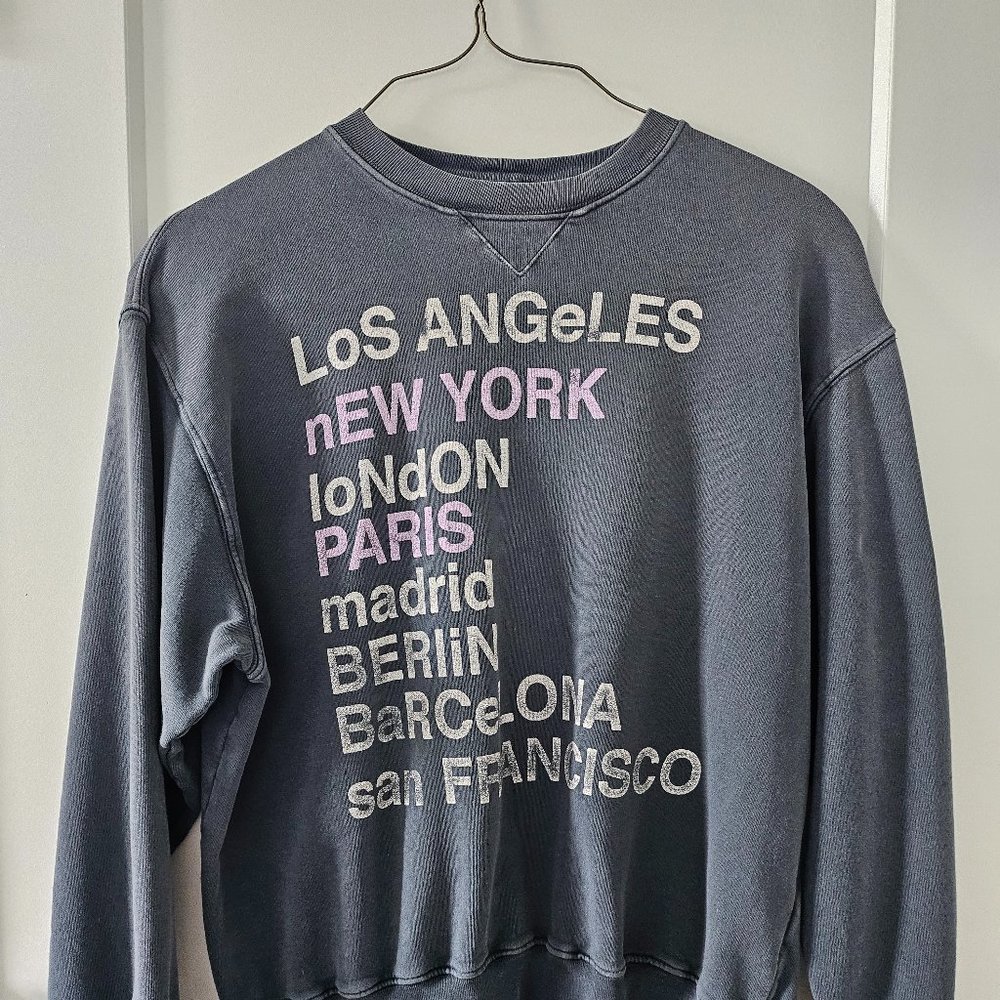 LoS ANGeLES
nEW YORK
loNdON
PARIS
madrid
BERliN
BaRCeLONA
san FRANCISCO